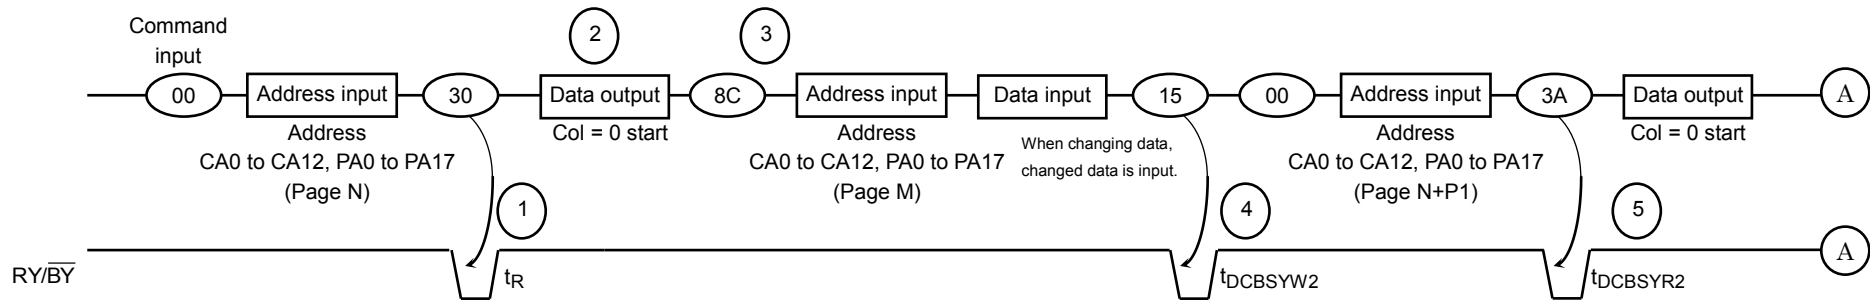 Command
input
2
3
00
Address input
30
Data output
8C
Address input
Data input
15
00
Address input
3A
Data output
A
Address
CA0 to CA12, PA0 to PA17
(Page N)
Col = 0 start
Address
CA0 to CA12, PA0 to PA17
(Page M)
When changing data,
changed data is input.
Address
CA0 to CA12, PA0 to PA17
(Page N+P1)
Col = 0 start
1
4
5
RY/BY
tR
tDCBSYW2
tDCBSYR2
A